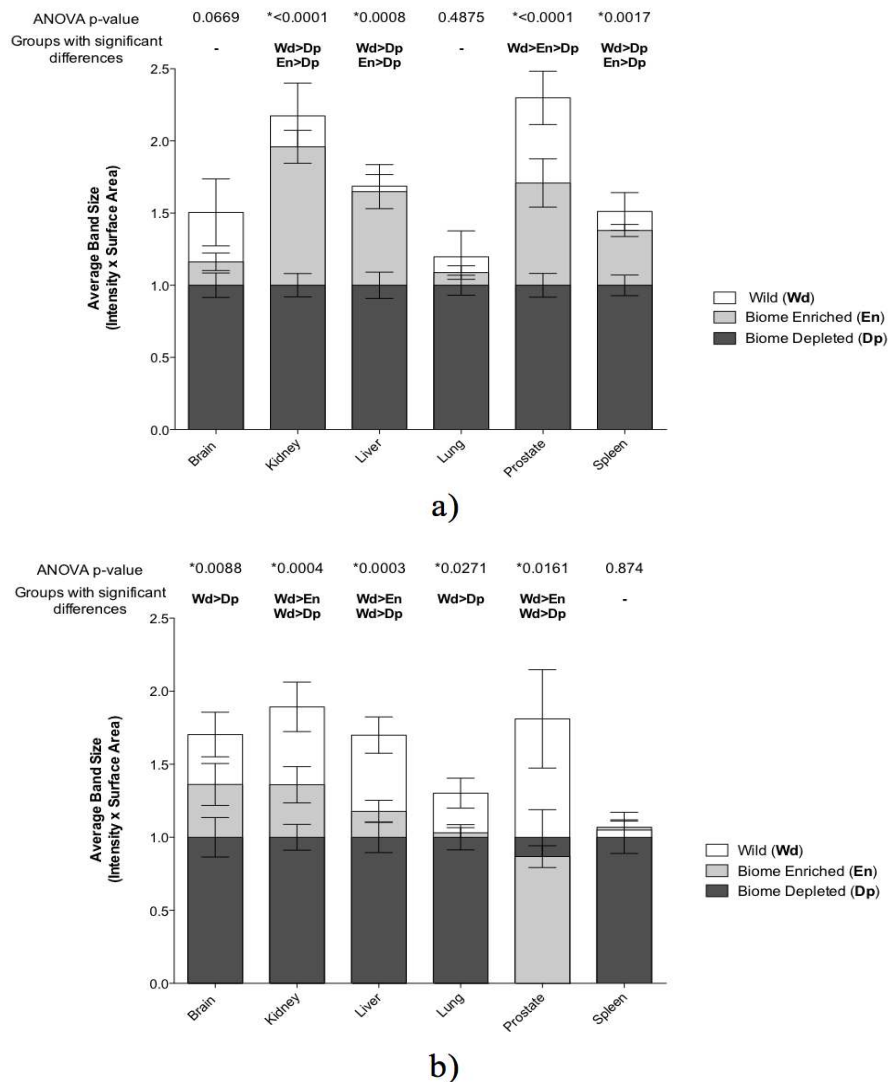 ANOVA p-value 0.0669 *<0.0001 *0.0008 0.4875 *<0.0001 *0.0017
Groups with significant differences - Wd>Dp Wd>Dp - Wd>En>Dp Wd>Dp
En>Dp En>Dp En>Dp
2.5
2.0
1.5
1.0
0.5
0.0
Average Band Size
(Intensity x Surface Area)
Wild (Wd)
Biome Enriched (En)
Biome Depleted (Dp)
Brain Kidney Liver Lung Prostate Spleen
a)
ANOVA p-value *0.0088 *0.0004 *0.0003 *0.0271 *0.0161 0.874
Groups with significant differences Wd>Dp Wd>En Wd>En Wd>Dp Wd>En -
Wd>Dp Wd>Dp Wd>Dp
2.5
2.0
1.5
1.0
0.5
0.0
Average Band Size
(Intensity x Surface Area)
Wild (Wd)
Biome Enriched (En)
Biome Depleted (Dp)
Brain Kidney Liver Lung Prostate Spleen
b)